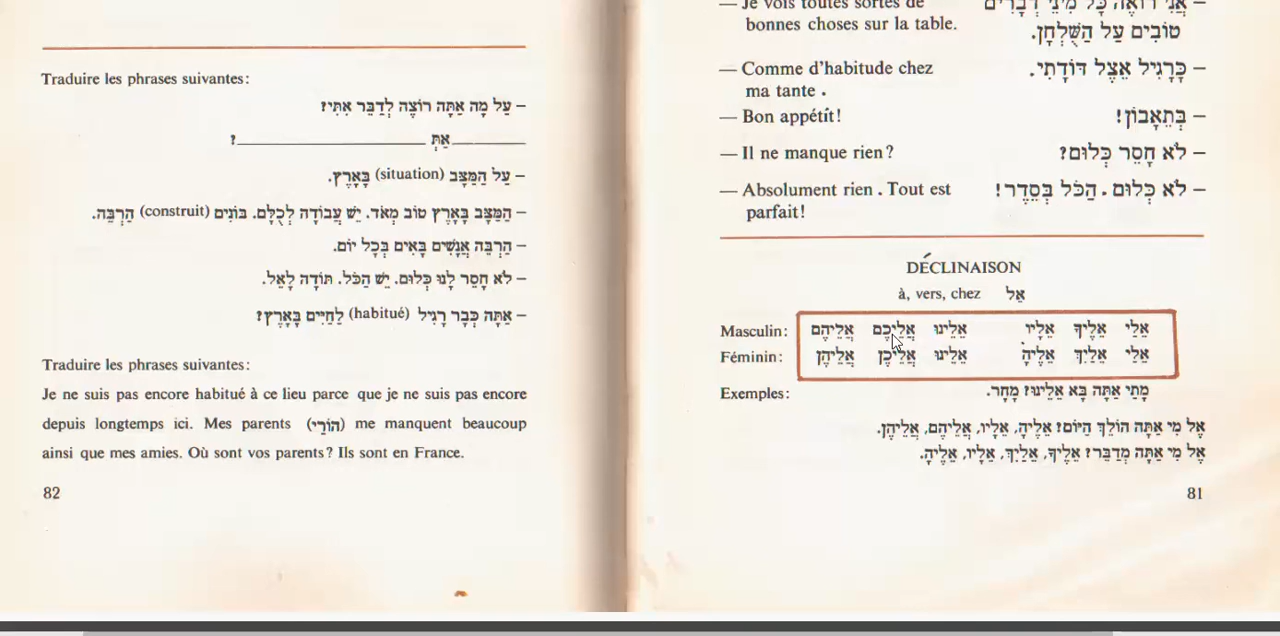 Traduire les phrases suivantes:
– עַל מָה אַתָּה רוֹצֶה לְדַבֵּר אִתִּי?
_________ אַתְּ _______________________?
– עַל הַמַּצָּב (situation) בָּאָרֶץ.
– הַמַּצָּב בָּאָרֶץ טוֹב מְאֹד. יֵשׁ עֲבוֹדָה לְכֻלָּם. בּוֹנִים (construit) הַרְבֵּה.
– הַרְבֵּה אֲנָשִׁים בָּאִים בְּכָל יוֹם.
– לֹא חָסֵר לָנוּ כְּלוּם. יֵשׁ הַכֹּל. תּוֹדָה לָאֵל.
– אַתָּה כְּבָר רָגִיל (habitué) לַחַיִּים בָּאָרֶץ?
Traduire les phrases suivantes:
Je ne suis pas encore habitué à ce lieu parce que je ne suis pas encore
depuis longtemps ici. Mes parents (הוֹרַי) me manquent beaucoup
ainsi que mes amies. Où sont vos parents? Ils sont en France.
82
— Je vois toutes sortes de
bonnes choses sur la table.
– אֲנִי רוֹאֶה כָּל מִינֵי דְּבָרִים
טוֹבִים עַל הַשֻּׁלְחָן.
— Comme d'habitude chez
ma tante .
– כָּרָגִיל אֵצֶל דּוֹדָתִי.
— Bon appétit!
– בְּתֵאָבוֹן!
— Il ne manque rien?
– לֹא חָסֵר כְּלוּם?
— Absolument rien . Tout est
parfait!
– לֹא כְּלוּם. הַכֹּל בְּסֵדֶר!
DÉCLINAISON
à, vers, chez אֶל
Masculin: אֵלַי אֵלֶיךָ אֵלָיו אֵלֵינוּ אֲלֵיכֶם אֲלֵיהֶם
Féminin: אֵלַי אֵלַיִךְ אֵלֶיהָ אֵלֵינוּ אֲלֵיכֶן אֲלֵיהֶן
Exemples: מָתַי אַתָּה בָּא אֵלֵינוּ? מָחָר.
אֶל מִי אַתָּה הוֹלֵךְ הַיּוֹם? אֵלֶיהָ, אֵלָיו, אֲלֵיהֶם, אֲלֵיהֶן.
אֶל מִי אַתָּה מְדַבֵּר? אֵלֶיךָ, אֵלַיִךְ, אֵלָיו, אֵלֶיהָ.
81